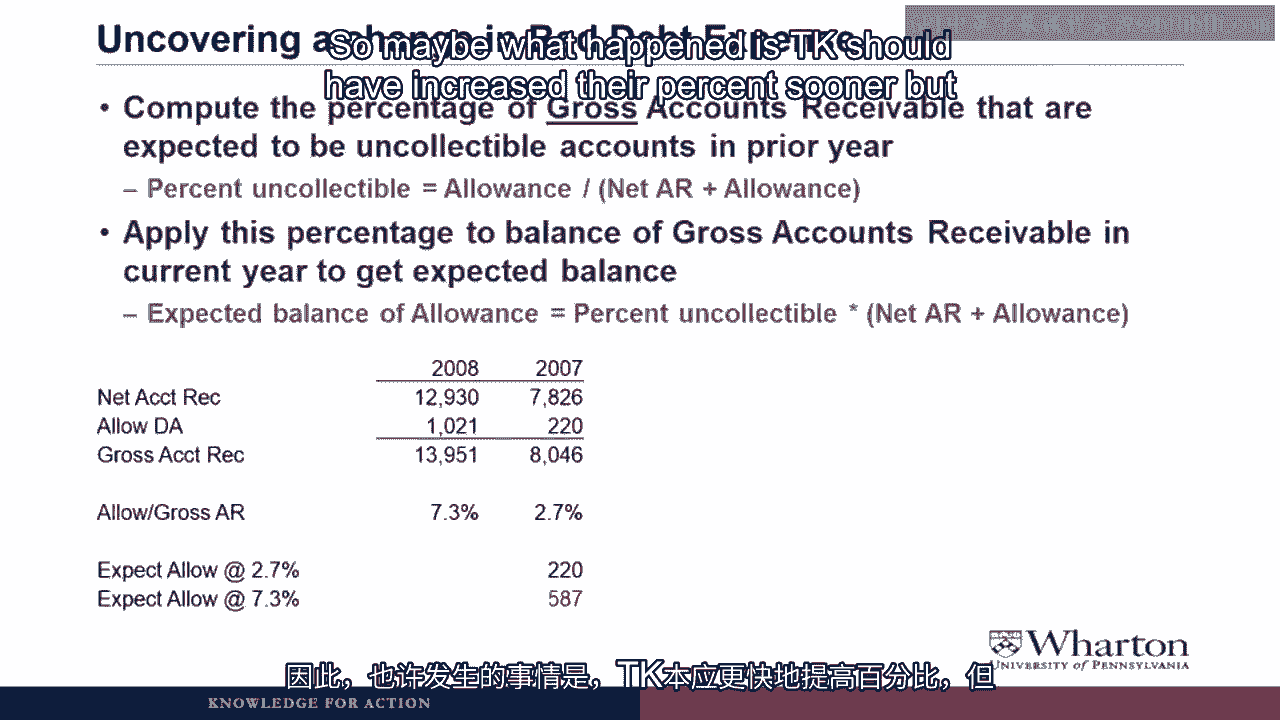 Uncovering a change in Bad Debt Expense
So maybe what happened is TK should
have increased their percent sooner but
• Compute the percentage of Gross Accounts Receivable that are
expected to be uncollectible accounts in prior year
– Percent uncollectible = Allowance / (Net AR + Allowance)
• Apply this percentage to balance of Gross Accounts Receivable in
current year to get expected balance
– Expected balance of Allowance = Percent uncollectible * (Net AR + Allowance)
2008 2007
Net Acct Rec 12,930 7,826
Allow DA 1,021 220
Gross Acct Rec 13,951 8,046
Allow/Gross AR 7.3% 2.7%
Expect Allow @ 2.7% 220
Expect Allow @ 7.3% 587
Wharton
UNIVERSITY of PENNSYLVANIA
因此，也许发生的事情是，TK本应更快地提高百分比，但
KNOWLEDGE FOR ACTION